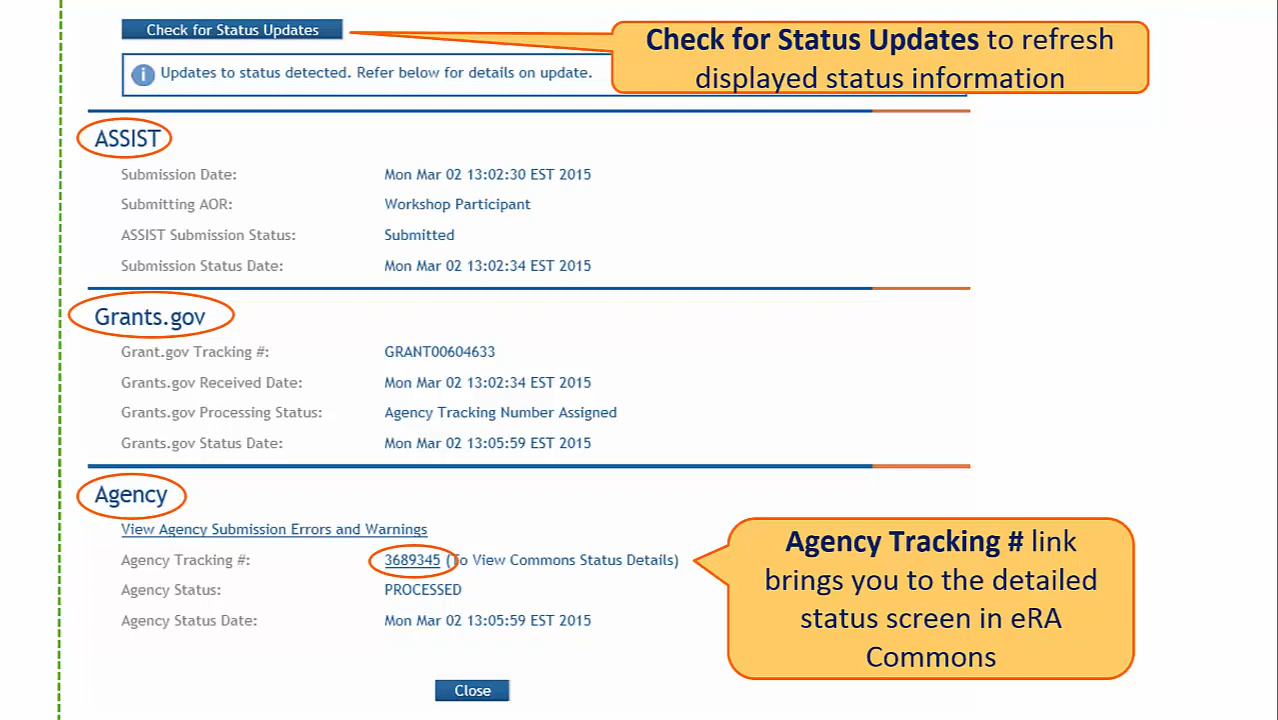 Check for Status Updates
Check for Status Updates to refresh
displayed status information
Updates to status detected. Refer below for details on update.
ASSIST
Submission Date: Mon Mar 02 13:02:30 EST 2015
Submitting AOR: Workshop Participant
ASSIST Submission Status: Submitted
Submission Status Date: Mon Mar 02 13:02:34 EST 2015
Grants.gov
Grant.gov Tracking #: GRANT00604633
Grants.gov Received Date: Mon Mar 02 13:02:34 EST 2015
Grants.gov Processing Status: Agency Tracking Number Assigned
Grants.gov Status Date: Mon Mar 02 13:05:59 EST 2015
Agency
View Agency Submission Errors and Warnings
Agency Tracking #: 3689345 (To View Commons Status Details)
Agency Status: PROCESSED
Agency Status Date: Mon Mar 02 13:05:59 EST 2015
Agency Tracking # link
brings you to the detailed
status screen in eRA
Commons
Close